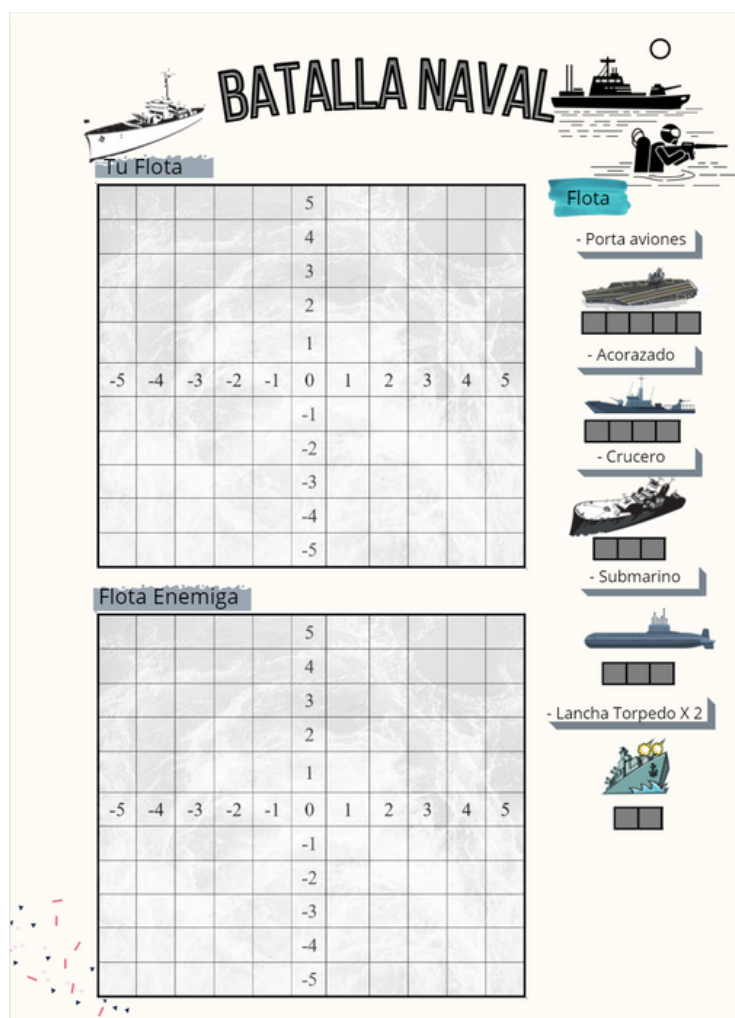 BATALLA NAVAL
Tu Flota
5
4
3
2
1
-5 -4 -3 -2 -1 0 1 2 3 4 5
-1
-2
-3
-4
-5
Flota Enemiga
5
4
3
2
1
-5 -4 -3 -2 -1 0 1 2 3 4 5
-1
-2
-3
-4
-5
Flota
- Porta aviones
- Acorazado
- Crucero
- Submarino
- Lancha Torpedo X 2